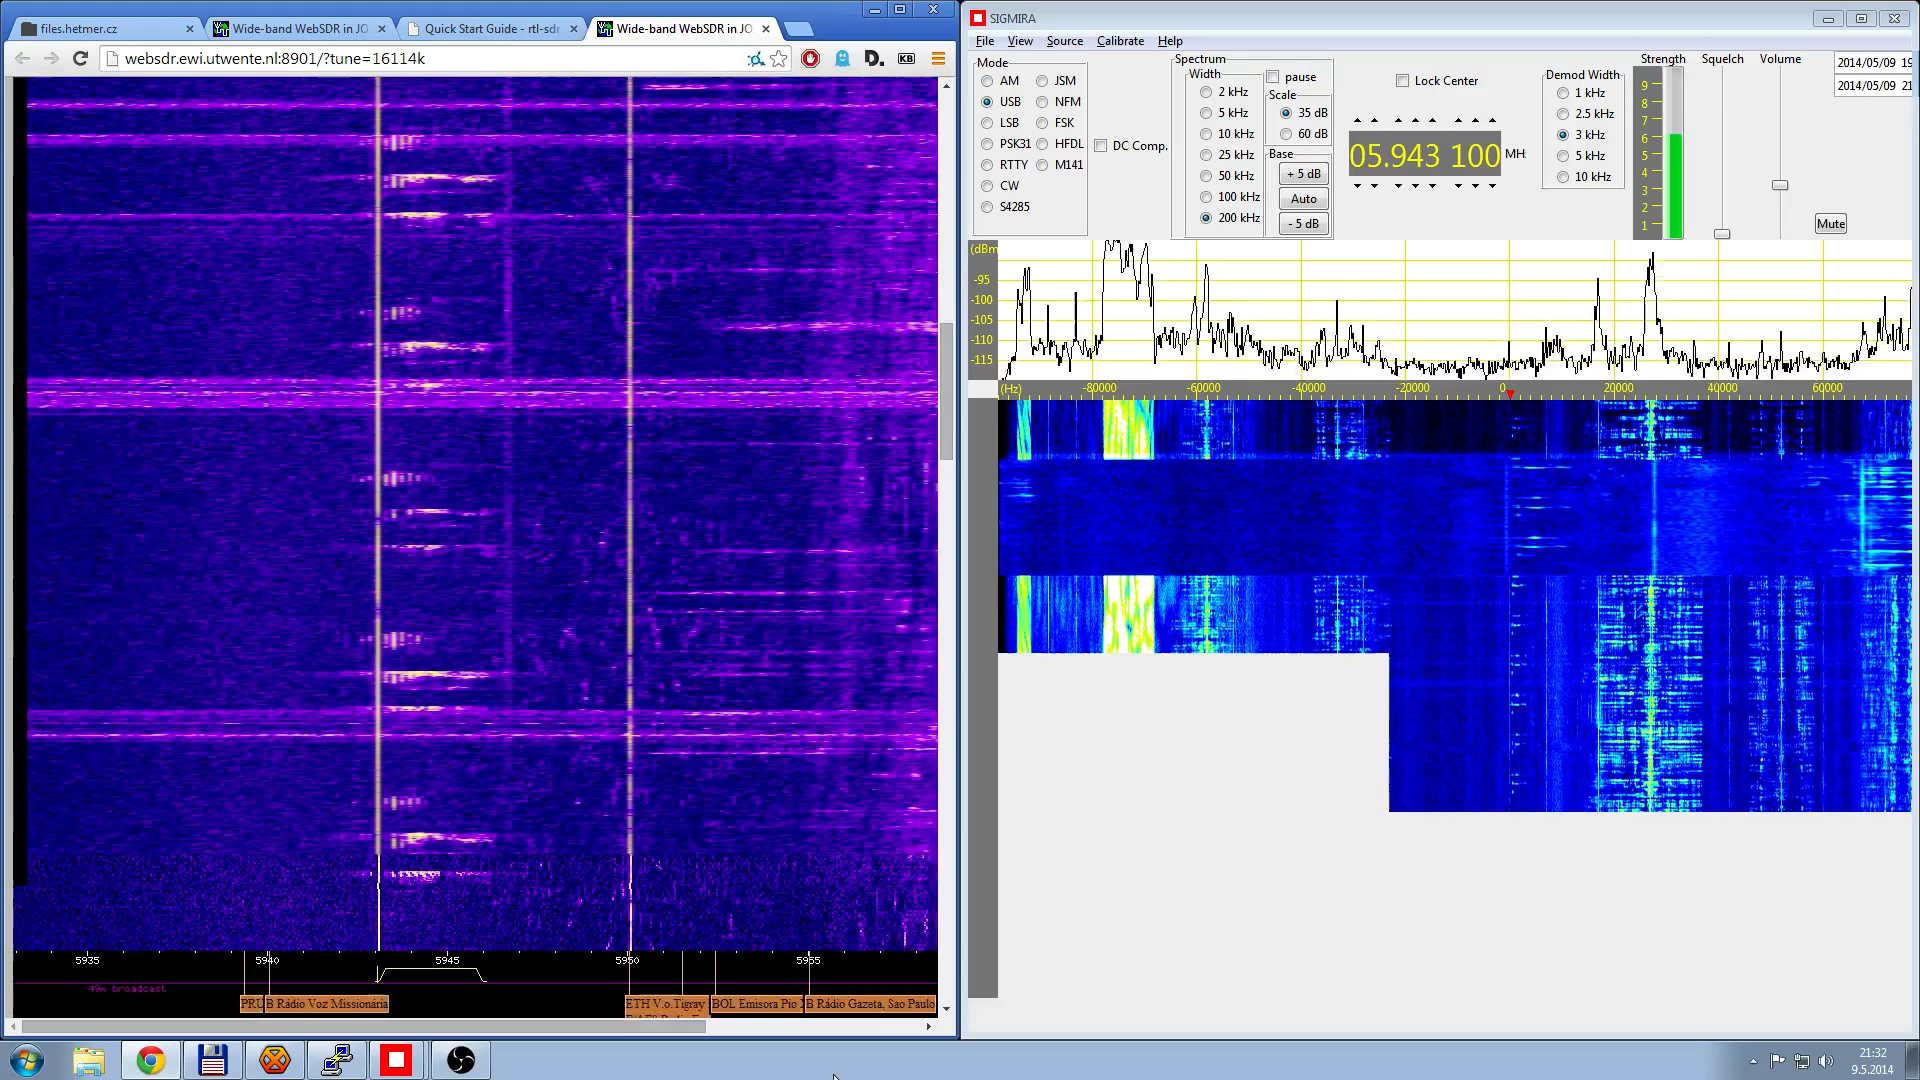 files.hetmer.cz
Wide-band WebSDR in JO
Quick Start Guide - rtl-sdr
Wide-band WebSDR in JO
websdr.ewi.utwente.nl:8901/?tune=16114k
D.
KB
5935
5940
5945
5950
5955
49m broadcast
PRU
B Rádio Voz Missionária
ETH V.o.Tigray
BOL Emisora Pio
B Rádio Gazeta, Sao Paulo
SIGMIRA
File View Source Calibrate Help
Mode
AM JSM
USB NFM
LSB FSK
PSK31 HFDL
RTTY M141
CW
S4285
DC Comp.
Spectrum
Width
2 kHz
5 kHz
10 kHz
25 kHz
50 kHz
100 kHz
200 kHz
pause
Scale
35 dB
60 dB
Base
+ 5 dB
Auto
- 5 dB
Lock Center
05.943 100 MH
Demod Width
1 kHz
2.5 kHz
3 kHz
5 kHz
10 kHz
Strength Squelch Volume
9
8
7
6
5
4
3
2
1
Mute
2014/05/09 19
2014/05/09 21
(dBm
-95
-100
-105
-110
-115
(Hz) -80000 -60000 -40000 -20000 0 20000 40000 60000
21:32
9.5.2014